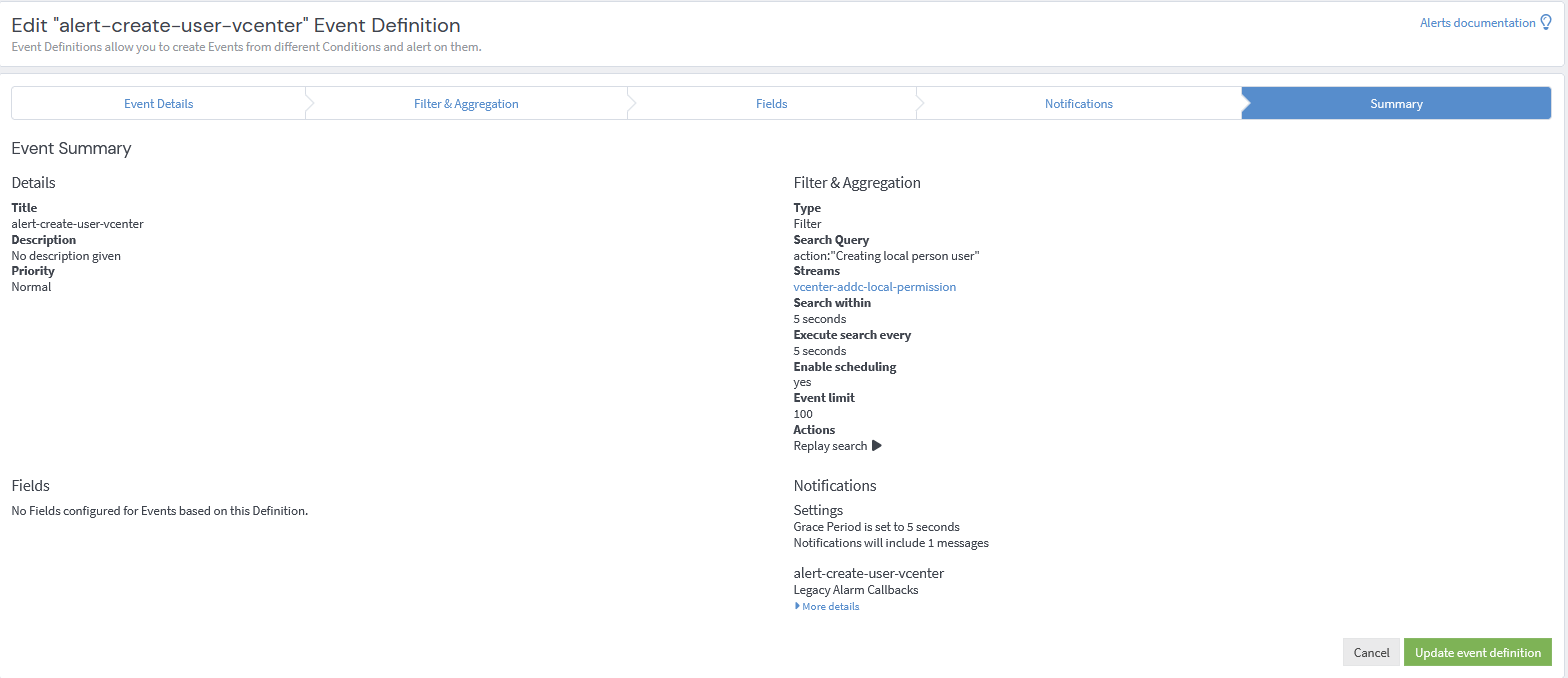 Edit "alert-create-user-vcenter" Event Definition
Event Definitions allow you to create Events from different Conditions and alert on them.
Alerts documentation
Event Details
Filter & Aggregation
Fields
Notifications
Summary
Event Summary
Details
Title
alert-create-user-vcenter
Description
No description given
Priority
Normal
Filter & Aggregation
Type
Filter
Search Query
action:"Creating local person user"
Streams
vcenter-addc-local-permission
Search within
5 seconds
Execute search every
5 seconds
Enable scheduling
yes
Event limit
100
Actions
Replay search
Fields
No Fields configured for Events based on this Definition.
Notifications
Settings
Grace Period is set to 5 seconds
Notifications will include 1 messages
alert-create-user-vcenter
Legacy Alarm Callbacks
More details
Cancel
Update event definition